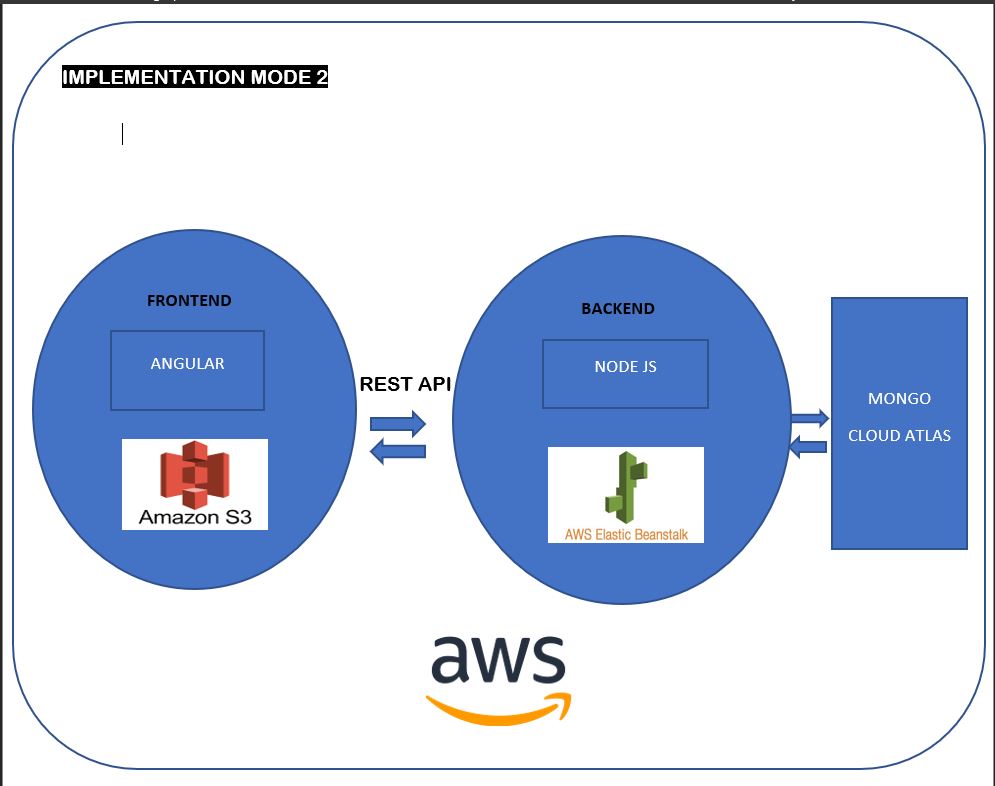 IMPLEMENTATION MODE 2
FRONTEND
ANGULAR
Amazon S3
REST API
BACKEND
NODE JS
AWS Elastic Beanstalk
MONGO
CLOUD ATLAS
aws